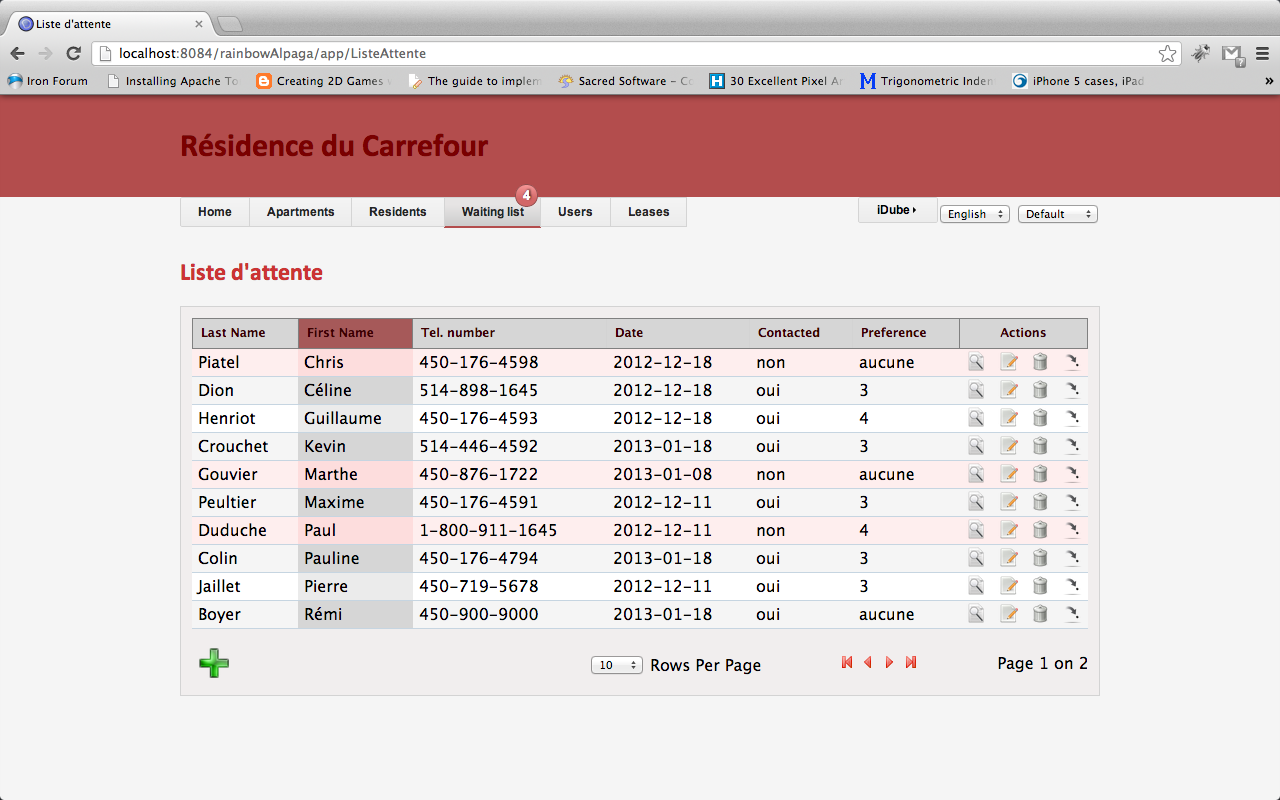 Liste d'attente
localhost:8084/rainbowAlpaga/app/ListeAttente
Iron Forum Installing Apache To Creating 2D Games The guide to implem Sacred Software - Co 30 Excellent Pixel Ar Trigonometric Inden iPhone 5 cases, iPad »
Résidence du Carrefour
4
Home Apartments Residents Waiting list Users Leases iDube English Default
Liste d'attente
Last Name First Name Tel. number Date Contacted Preference Actions
Piatel Chris 450-176-4598 2012-12-18 non aucune
Dion Céline 514-898-1645 2012-12-18 oui 3
Henriot Guillaume 450-176-4593 2012-12-18 oui 4
Crouchet Kevin 514-446-4592 2013-01-18 oui 3
Gouvier Marthe 450-876-1722 2013-01-08 non aucune
Peultier Maxime 450-176-4591 2012-12-11 oui 3
Duduche Paul 1-800-911-1645 2012-12-11 non 4
Colin Pauline 450-176-4794 2013-01-18 oui 3
Jaillet Pierre 450-719-5678 2012-12-11 oui 3
Boyer Rémi 450-900-9000 2013-01-18 oui aucune
10 Rows Per Page Page 1 on 2